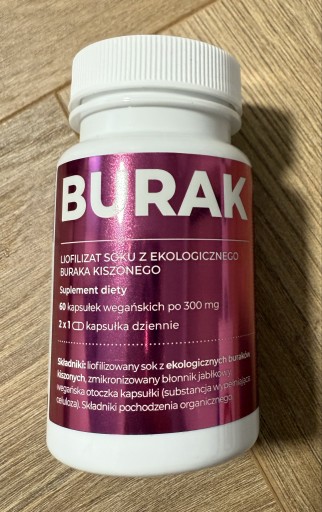 BURAK
LIOFILIZAT SOKU Z EKOLOGICZNEGO
BURAKA KISZONEGO
Suplement diety
60 kapsułek wegańskich po 300 mg
2 x 1 kapsułka dziennie
Składniki: liofilizowany sok z ekologicznych buraków
kiszonych, zmikronizowany błonnik jabłkowy,
wegańska otoczka kapsułki (substancja wypełniająca
celuloza). Składniki pochodzenia organicznego.